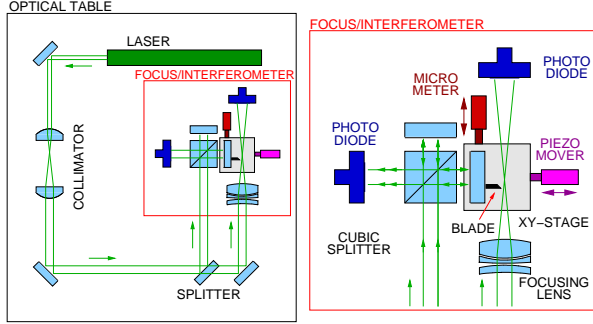 OPTICAL TABLE
LASER
FOCUS/INTERFEROMETER
COLLIMATOR
SPLITTER
FOCUS/INTERFEROMETER
PHOTO
DIODE
MICRO
METER
PHOTO
DIODE
PIEZO
MOVER
BLADE
XY−STAGE
CUBIC
SPLITTER
FOCUSING
LENS